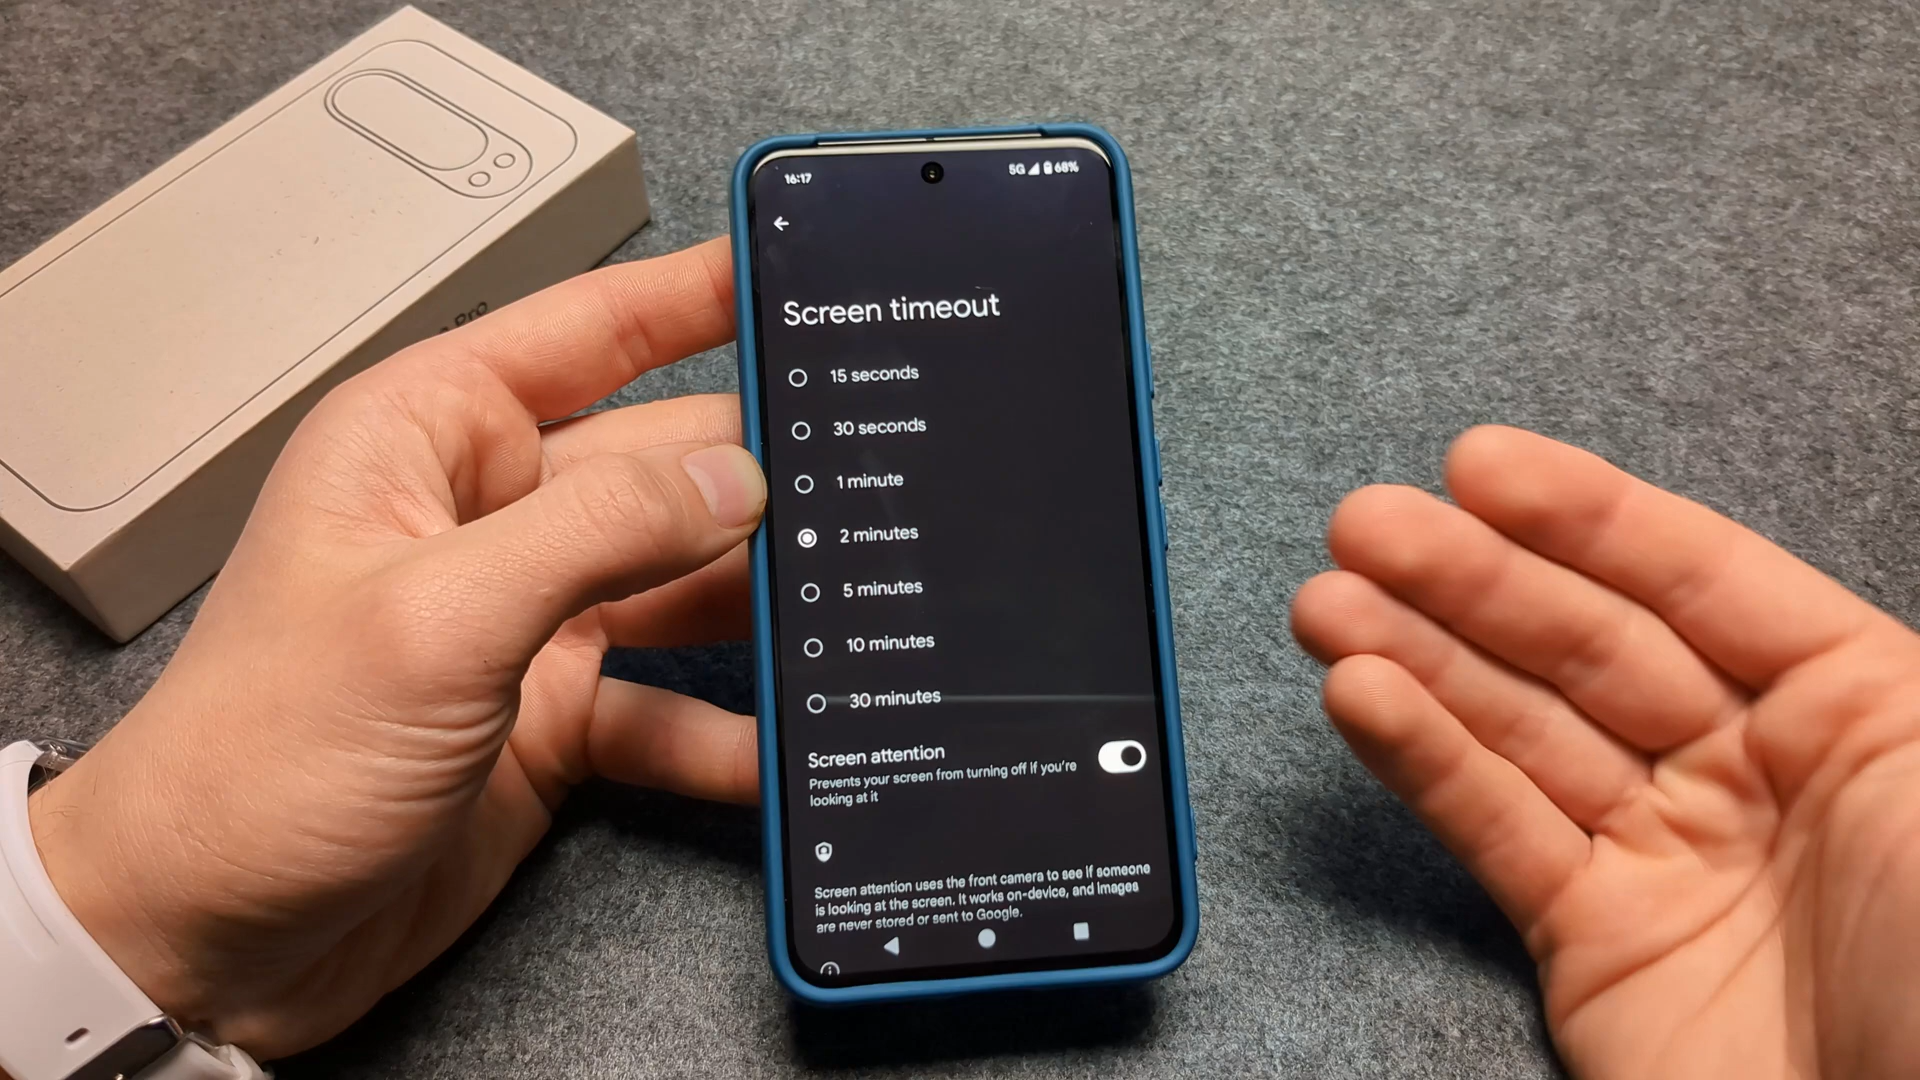 16:17
5G 68%
Screen timeout
15 seconds
30 seconds
1 minute
2 minutes
5 minutes
10 minutes
30 minutes
Screen attention
Prevents your screen from turning off if you're
looking at it
Screen attention uses the front camera to see if someone
is looking at the screen. It works on-device, and images
are never stored or sent to Google.
Pro